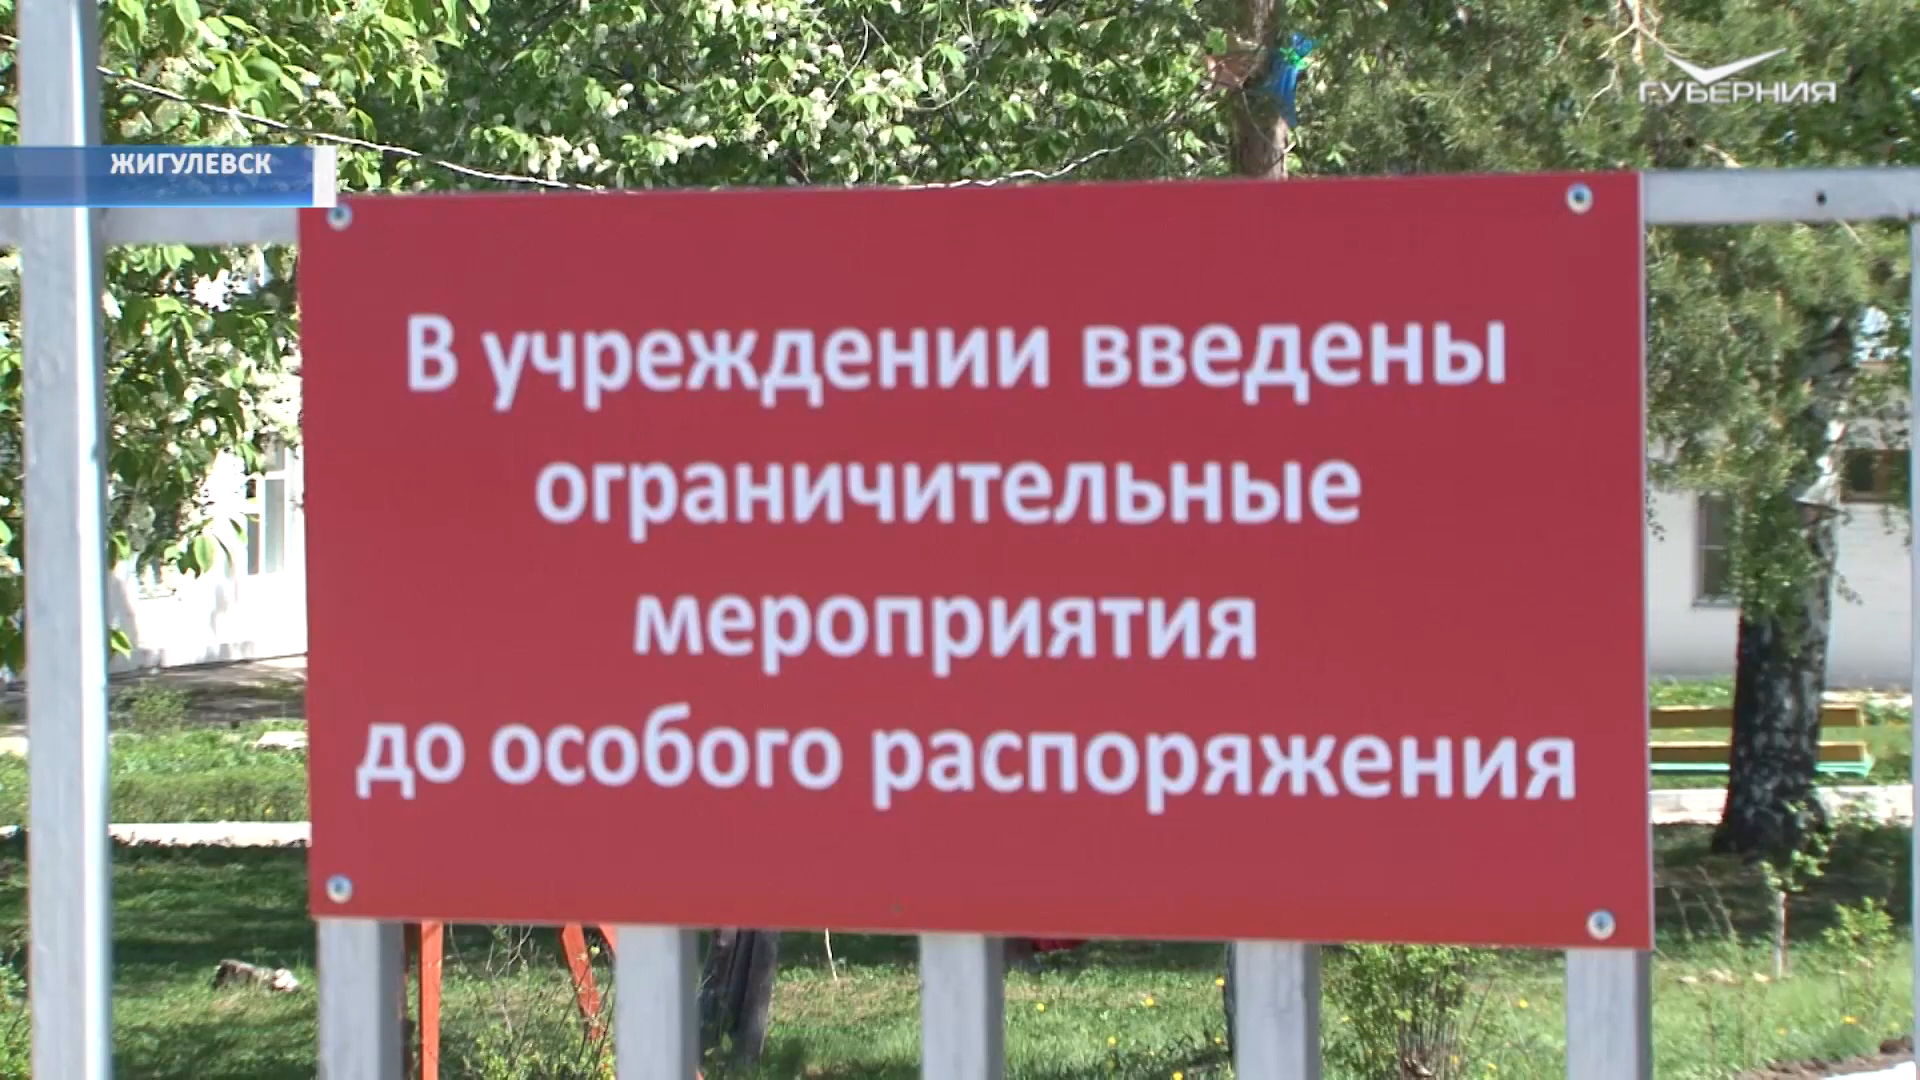 ГУБЕРНИЯ
ЖИГУЛЕВСК
В учреждении введены
ограничительные
мероприятия
до особого распоряжения